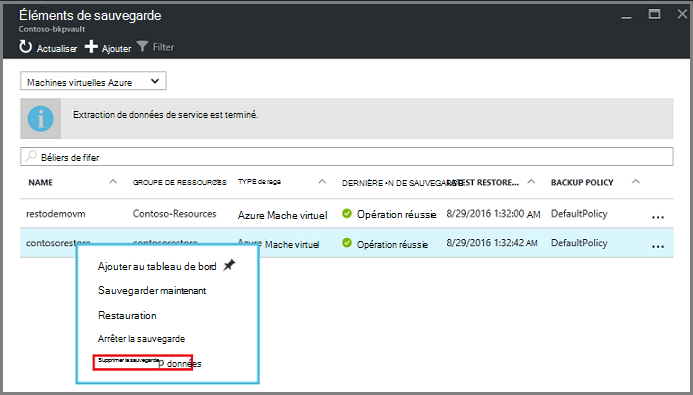 Éléments de sauvegarde
Contoso-bkpvault
Actualiser Ajouter Filter
Machines virtuelles Azure
Extraction de données de service est terminé.
Béliers de fifer
NAME GROUPE DE RESSOURCES TYPE de rage DERNIÈRE •N DE SAUVEGARDE LATEST RESTORE... BACKUP POLICY
restodemovm Contoso-Resources Azure Mache virtuel Opération réussie 8/29/2016 1:32:00 AM DefaultPolicy ...
contosorestore contosorestore Azure Mache virtuel Opération réussie 8/29/2016 1:32:42 AM DefaultPolicy ...
Ajouter au tableau de bord
Sauvegarder maintenant
Restauration
Arrêter la sauvegarde
Supprimer la sauvegarde données